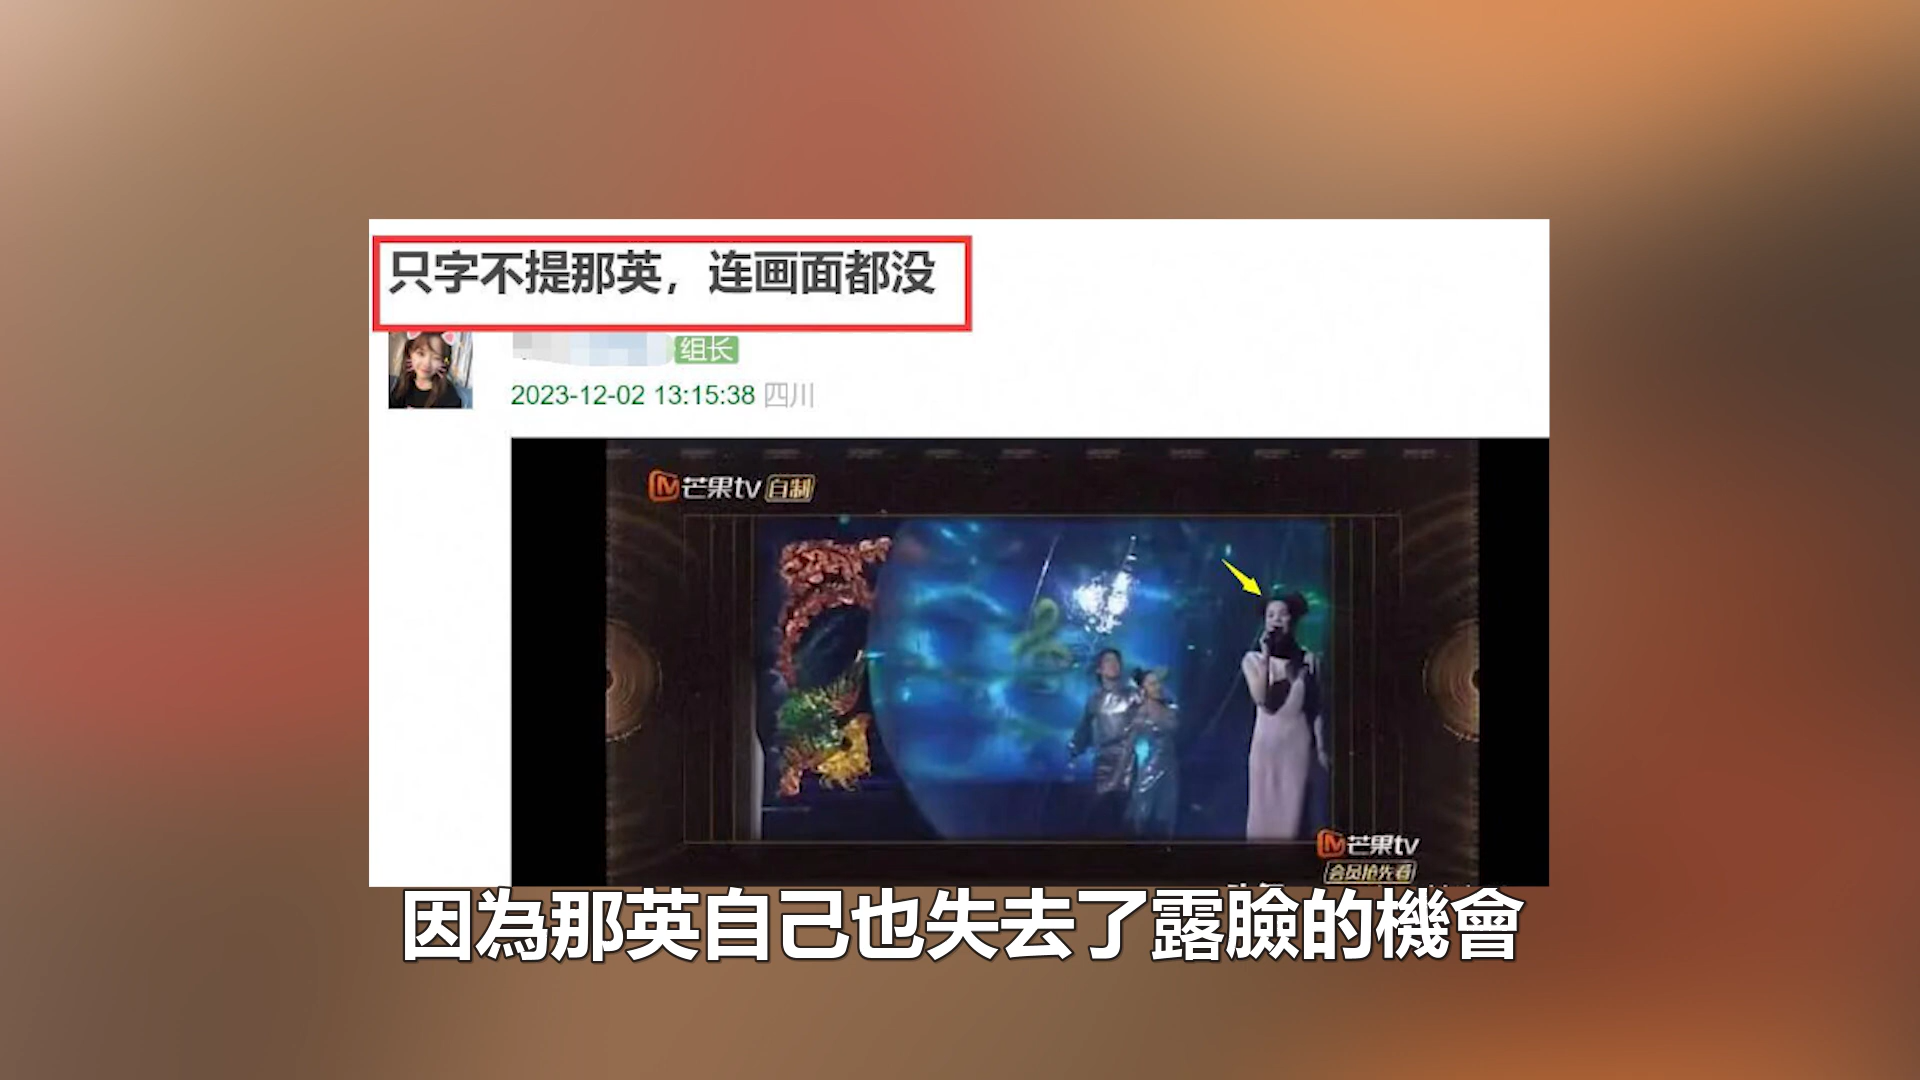 只字不提那英，连画面都没
组长
2023-12-02 13:15:38 四川
芒果tv 自制
芒果tv
会员抢先看
因為那英自己也失去了露臉的機會